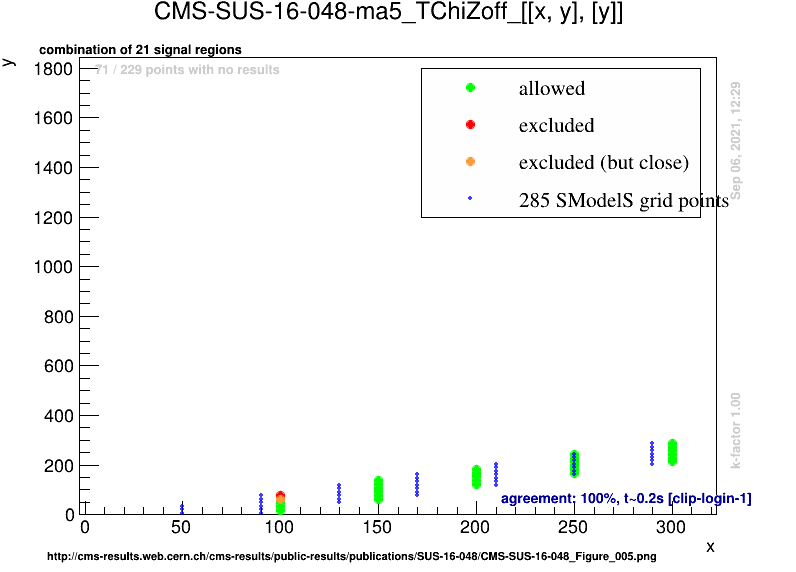 CMS-SUS-16-048-ma5_TChiZoff_[[x, y], [y]]
combination of 21 signal regions
71 / 229 points with no results
y
1800
1600
1400
1200
1000
800
600
400
200
0
allowed
excluded
excluded (but close)
285 SModelS grid points
Sep 06, 2021, 12:29
k-factor 1.00
agreement: 100%, t~0.2s [clip-login-1]
0 50 100 150 200 250 300
x
http://cms-results.web.cern.ch/cms-results/public-results/publications/SUS-16-048/CMS-SUS-16-048_Figure_005.png